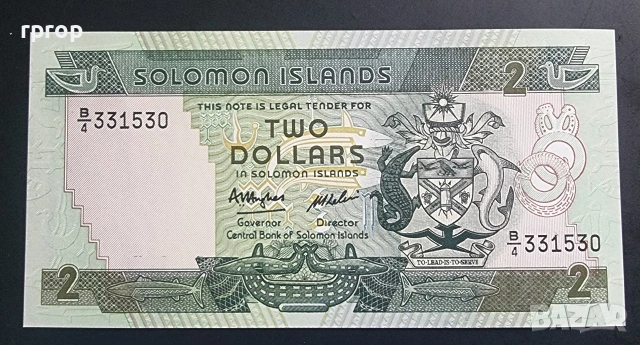 гргор
SOLOMON ISLANDS
2
THIS NOTE IS LEGAL TENDER FOR
B/4 331530
TWO
DOLLARS
IN SOLOMON ISLANDS
Governor Director
Central Bank of Solomon Islands
B/4 331530
TO·LEAD·IS·TO·SERVE
2
2
BAZAR